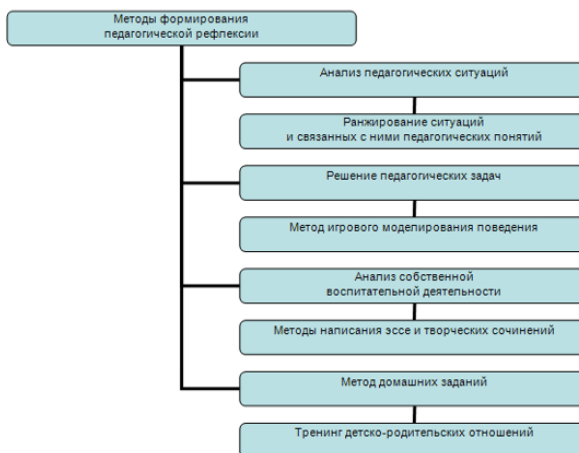 Методы формирования
педагогической рефлексии
Анализ педагогических ситуаций
Ранжирование ситуаций
и связанных с ними педагогических понятий
Решение педагогических задач
Метод игрового моделирования поведения
Анализ собственной
воспитательной деятельности
Методы написания эссе и творческих сочинений
Метод домашних заданий
Тренинг детско-родительских отношений